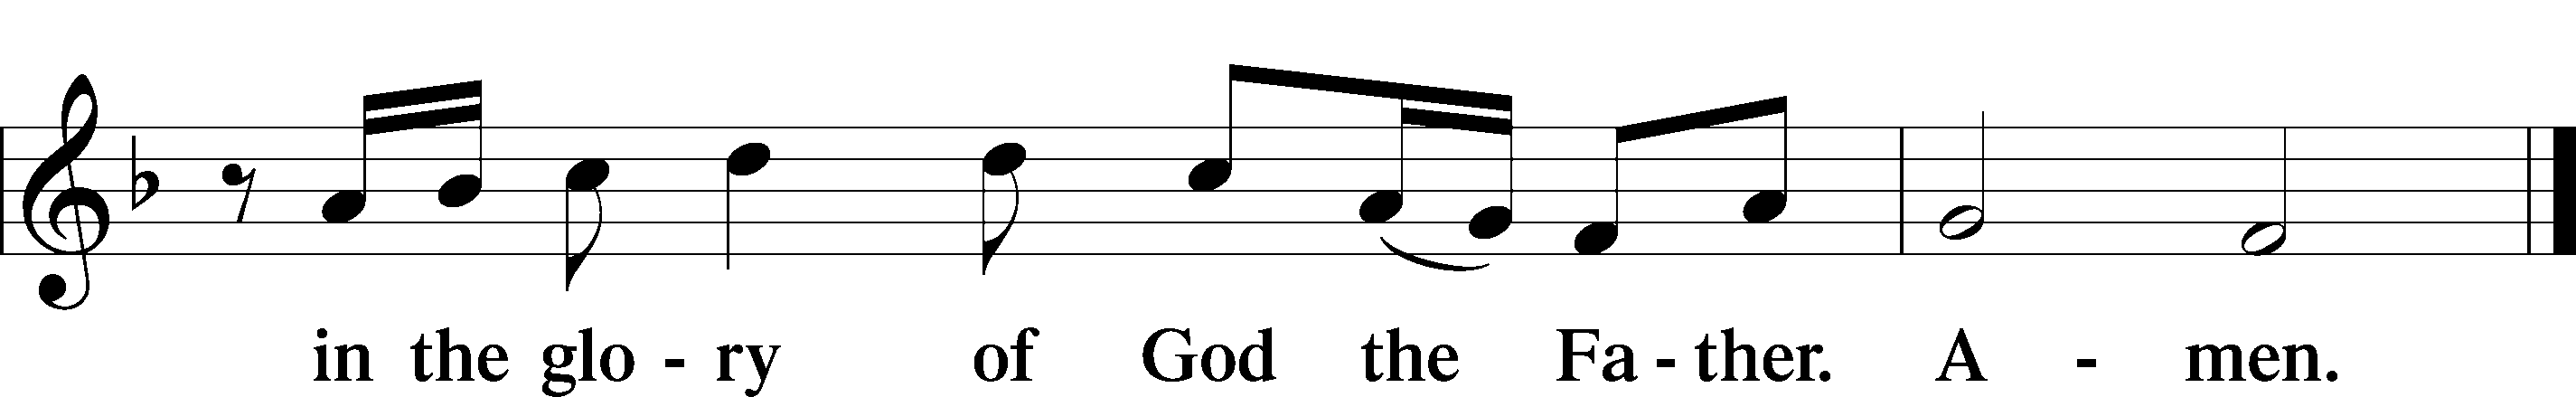 in the glo - ry of God the Fa - ther. A - men.